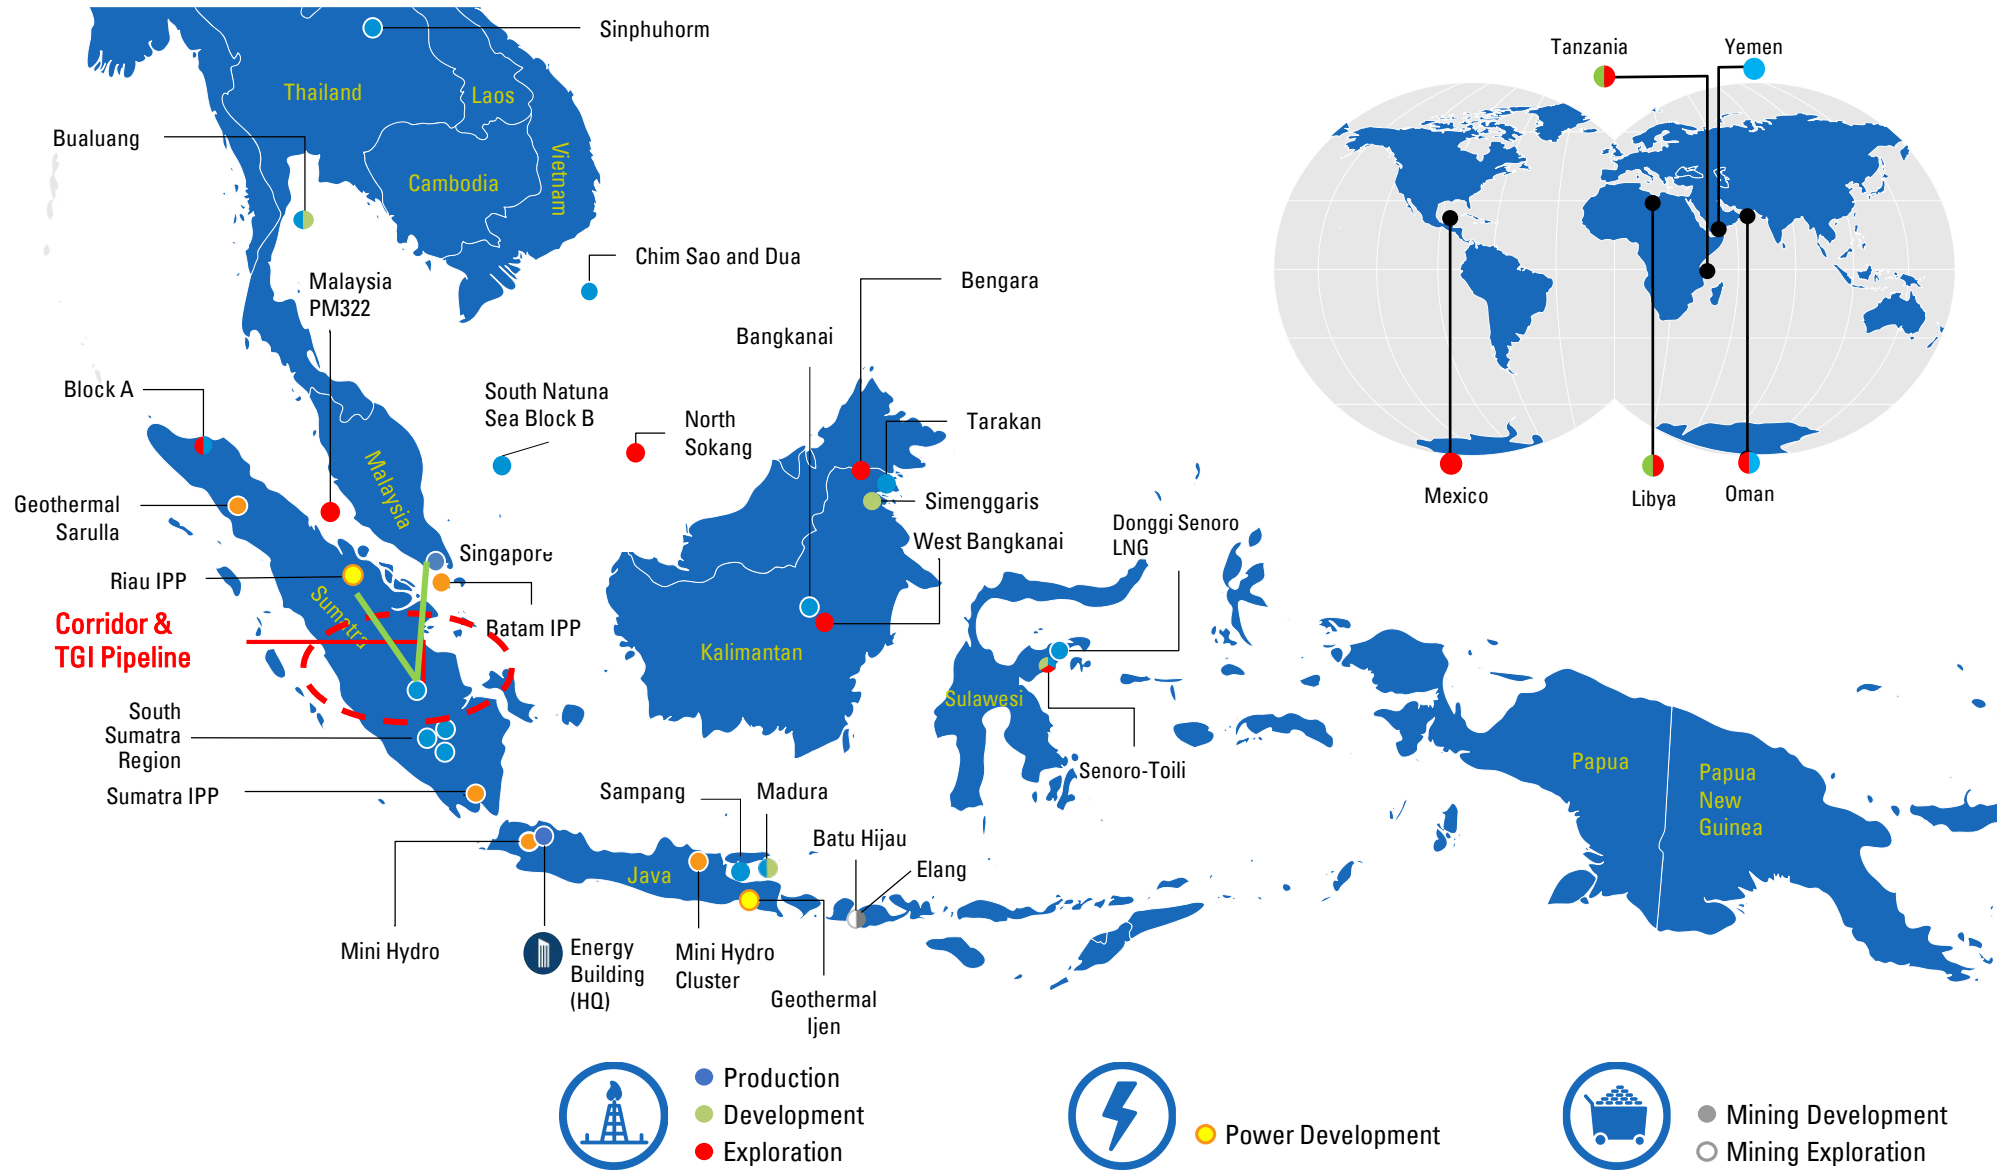 Sinphuhorm
Thailand
Laos
Bualuang
Cambodia
Vietnam
Chim Sao and Dua
Malaysia
PM322
Bengara
Bangkanai
Block A
South Natuna
Sea Block B
North
Sokang
Tarakan
Malaysia
Geothermal
Sarulla
Simenggaris
West Bangkanai
Donggi Senoro
LNG
Singapore
Riau IPP
Sumatra
Batam IPP
Corridor &
TGI Pipeline
Kalimantan
Sulawesi
South
Sumatra
Region
Senoro-Toili
Sumatra IPP
Sampang
Madura
Batu Hijau
Elang
Java
Papua
Papua
New
Guinea
Mini Hydro
Energy
Building
(HQ)
Mini Hydro
Cluster
Geothermal
Ijen
Tanzania
Yemen
Mexico
Libya
Oman
Production
Development
Exploration
Power Development
Mining Development
Mining Exploration